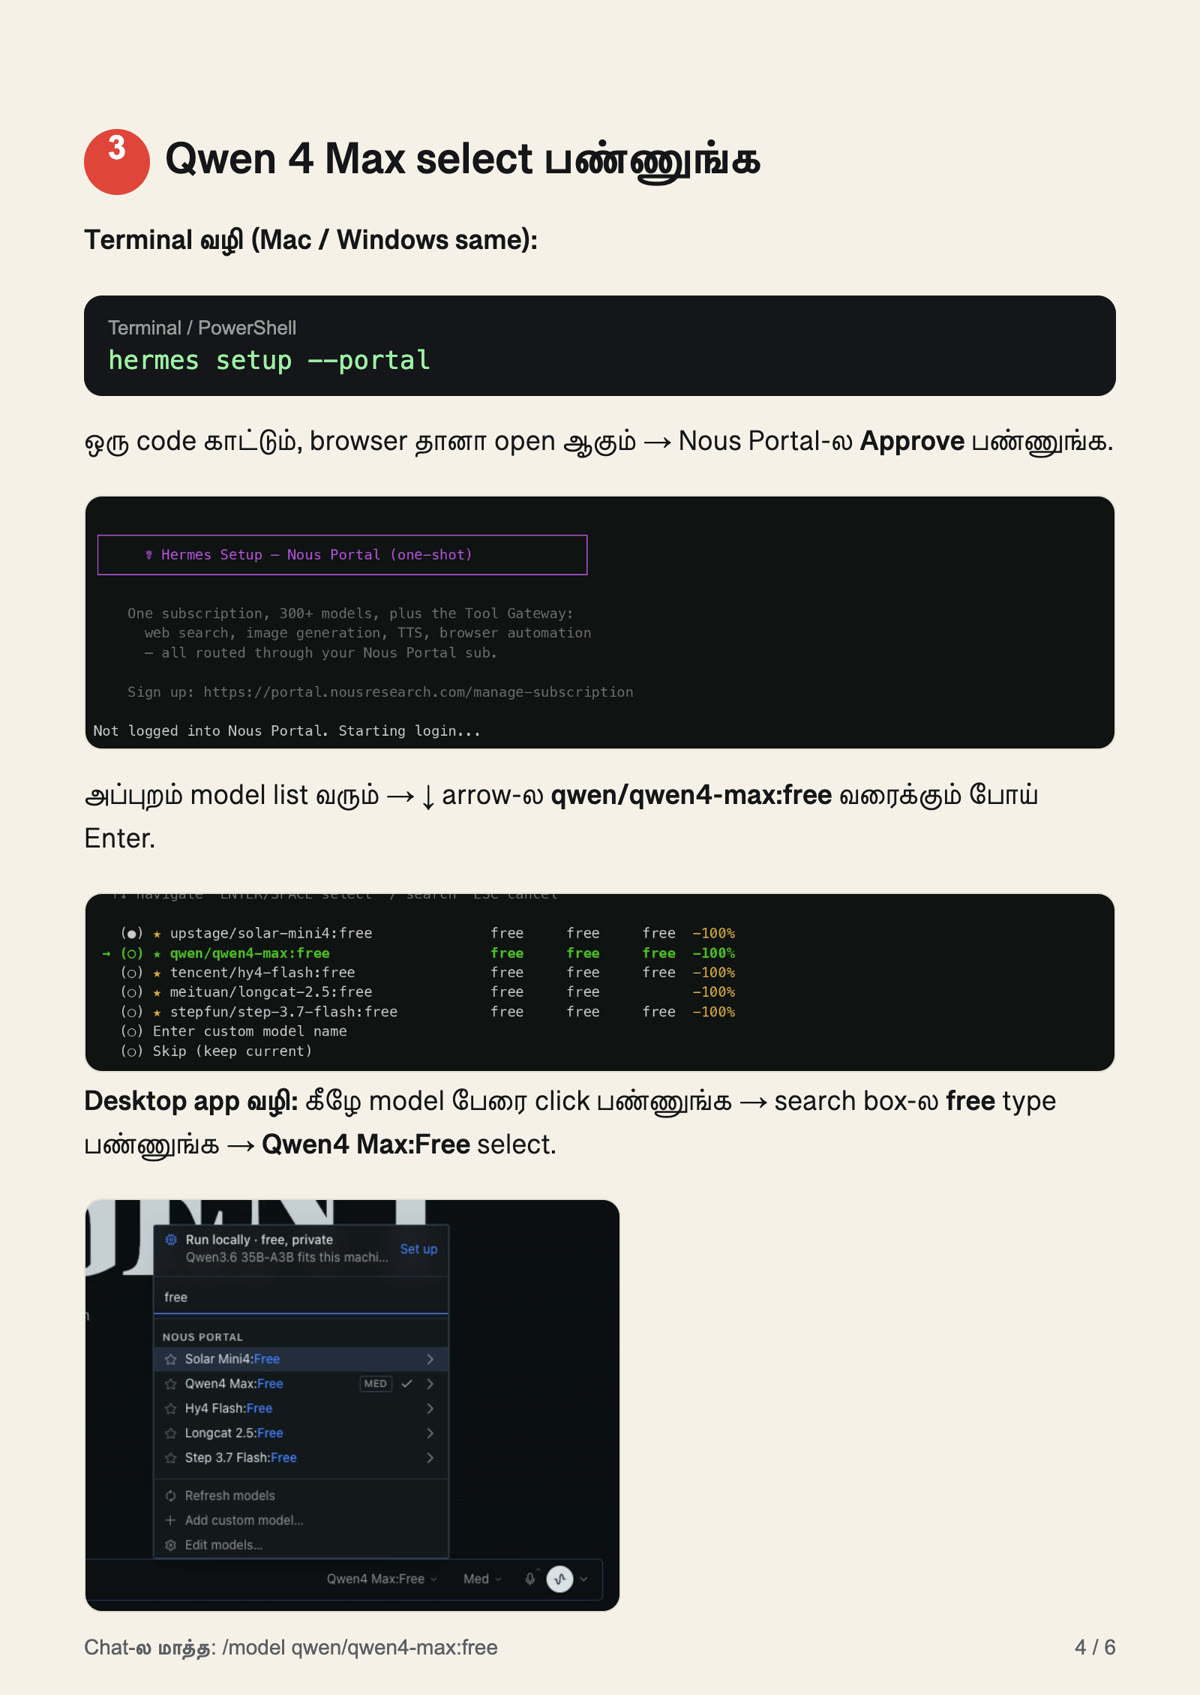 3
Qwen 4 Max select பண்ணுங்க
Terminal வழி (Mac / Windows same):
Terminal / PowerShell
hermes setup --portal
ஒரு code காட்டும், browser தானா open ஆகும் → Nous Portal-ல Approve பண்ணுங்க.
Hermes Setup — Nous Portal (one-shot)
One subscription, 300+ models, plus the Tool Gateway:
web search, image generation, TTS, browser automation
— all routed through your Nous Portal sub.
Sign up: https://portal.nousresearch.com/manage-subscription
Not logged into Nous Portal. Starting login...
அப்புறம் model list வரும் → ↓ arrow-ல qwen/qwen4-max:free வரைக்கும் போய்
Enter.
↑↓ navigate ENTER/SPACE select / search ESC cancel
(●) ★ upstage/solar-mini4:free free free free -100%
→ (○) ★ qwen/qwen4-max:free free free free -100%
(○) ★ tencent/hy4-flash:free free free free -100%
(○) ★ meituan/longcat-2.5:free free free -100%
(○) ★ stepfun/step-3.7-flash:free free free free -100%
(○) Enter custom model name
(○) Skip (keep current)
Desktop app வழி: கீழே model பேரை click பண்ணுங்க → search box-ல free type
பண்ணுங்க → Qwen4 Max:Free select.
Run locally · free, private
Qwen3.6 35B-A3B fits this machi...
Set up
free
NOUS PORTAL
Solar Mini4:Free
Qwen4 Max:Free MED
Hy4 Flash:Free
Longcat 2.5:Free
Step 3.7 Flash:Free
Refresh models
Add custom model...
Edit models...
Qwen4 Max:Free Med
Chat-ல மாத்த: /model qwen/qwen4-max:free
4 / 6